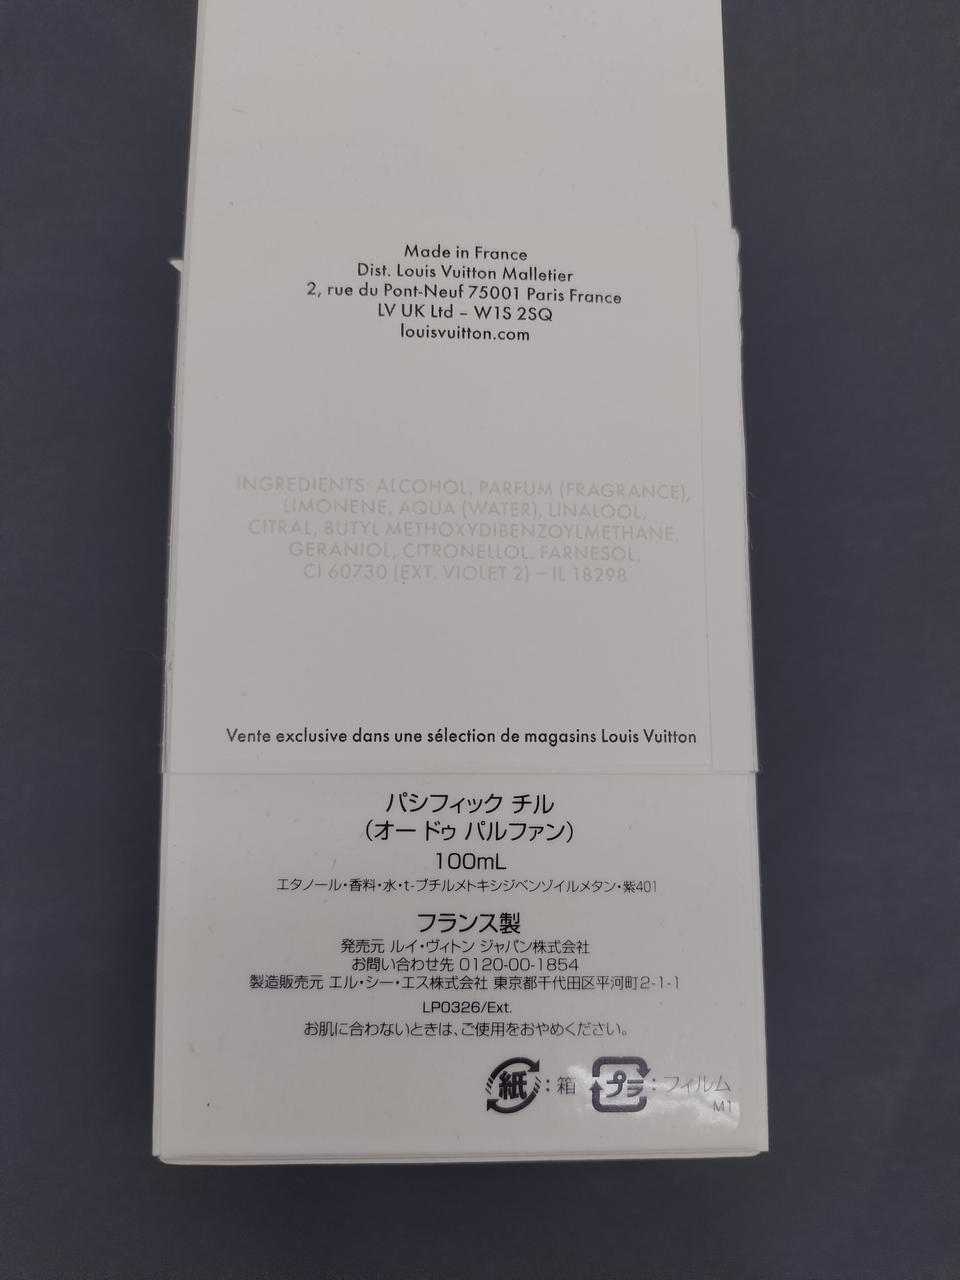 Made in France
Dist. Louis Vuitton Malletier
2, rue du Pont-Neuf 75001 Paris France
LV UK Ltd – W1S 2SQ
louisvuitton.com
INGREDIENTS: ALCOHOL, PARFUM (FRAGRANCE),
LIMONENE, AQUA (WATER), LINALOOL,
CITRAL, BUTYL METHOXYDIBENZOYLMETHANE,
GERANIOL, CITRONELLOL, FARNESOL,
CI 60730 (EXT. VIOLET 2) – IL 18298
Vente exclusive dans une sélection de magasins Louis Vuitton
パシフィック チル
(オー ドゥ パルファン)
100mL
エタノール・香料・水・t-ブチルメトキシジベンゾイルメタン・紫401
フランス製
発売元 ルイ・ヴィトン ジャパン株式会社
お問い合わせ先 0120-00-1854
製造販売元 エル・シー・エス株式会社 東京都千代田区平河町2-1-1
LP0326/Ext.
お肌に合わないときは、ご使用をおやめください。
紙:箱 プラ:フィルム
M1